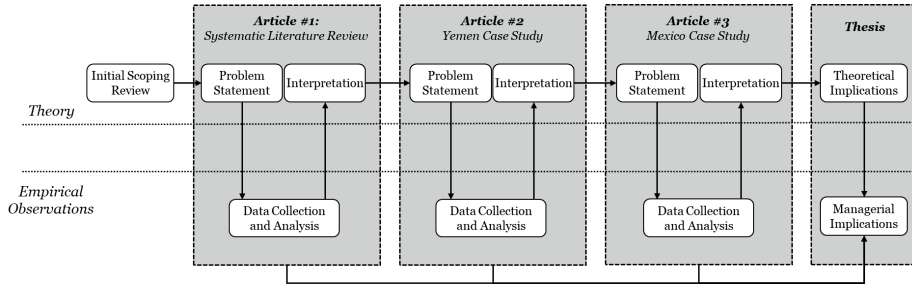 Article #1:
Systematic Literature Review
Article #2
Yemen Case Study
Article #3
Mexico Case Study
Thesis
Initial Scoping
Review
Problem
Statement
Interpretation
Problem
Statement
Interpretation
Problem
Statement
Interpretation
Theoretical
Implications
Theory
Empirical
Observations
Data Collection
and Analysis
Data Collection
and Analysis
Data Collection
and Analysis
Managerial
Implications